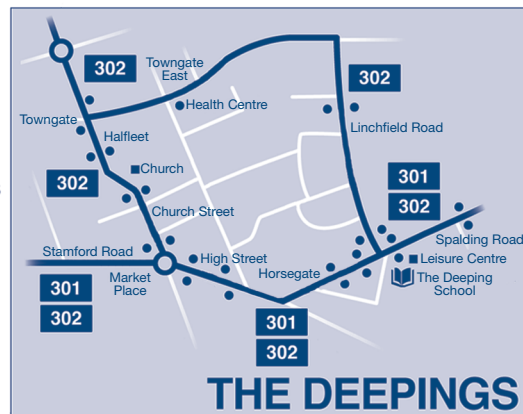 302
Towngate
East
Health Centre
302
Towngate
Halfleet
Linchfield Road
Church
302
301
302
Church Street
Stamford Road
High Street
Spalding Road
Market
Place
Horsegate
Leisure Centre
The Deeping
School
301
302
301
302
THE DEEPINGS